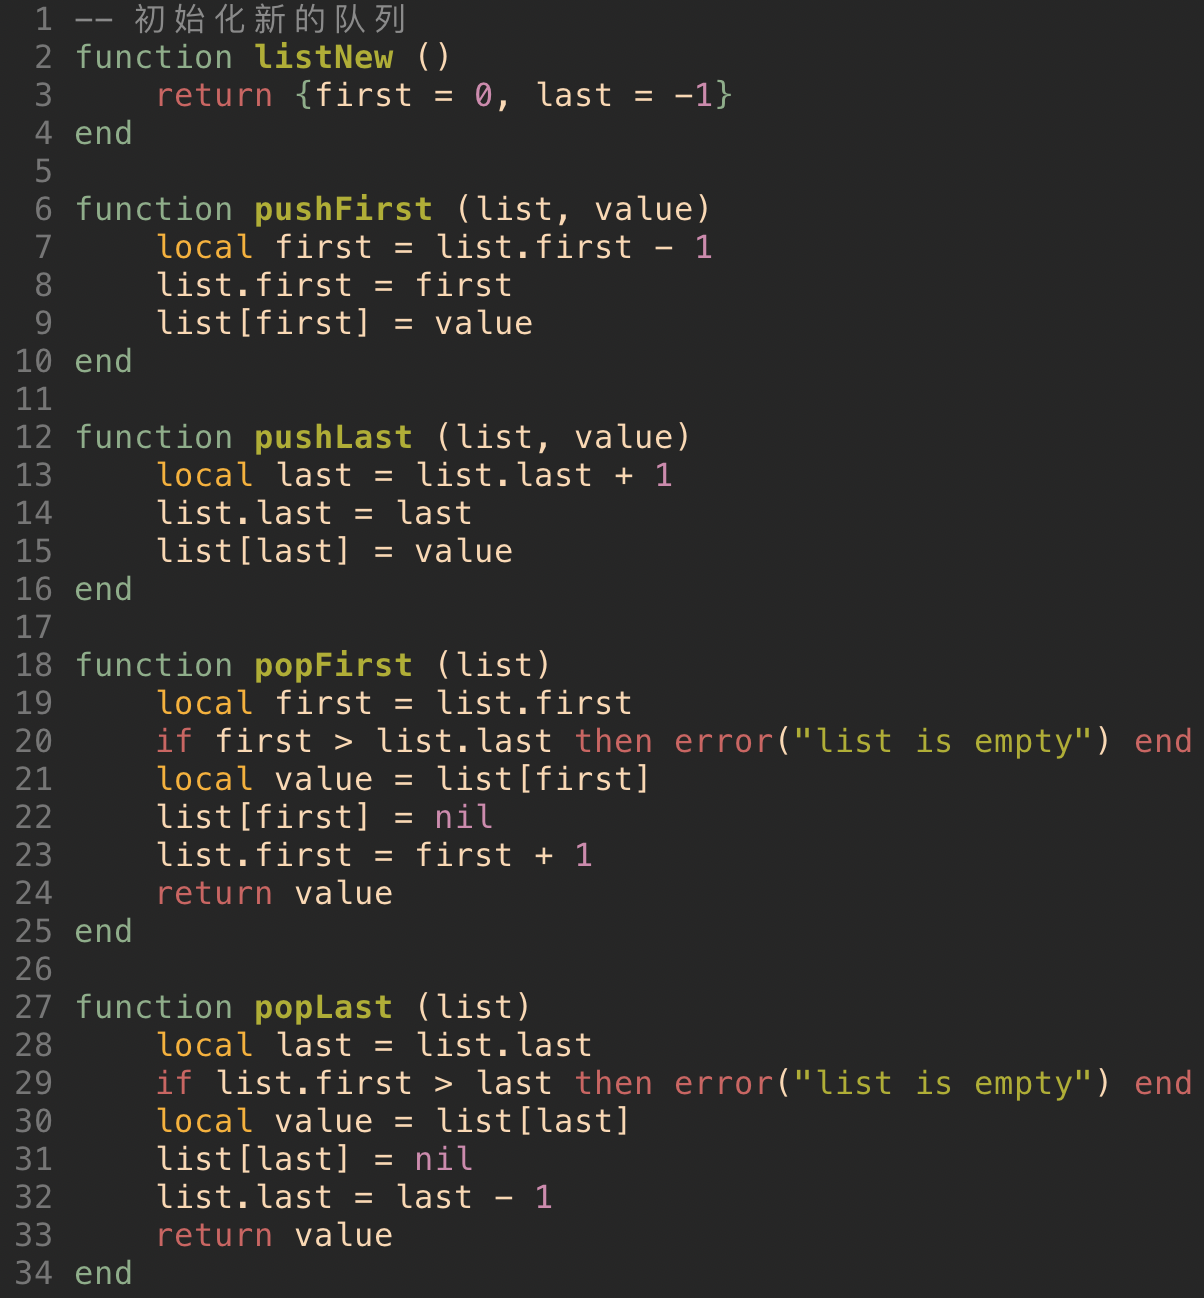 1 -- 初始化新的队列
2 function listNew ()
3     return {first = 0, last = -1}
4 end
5
6 function pushFirst (list, value)
7     local first = list.first - 1
8     list.first = first
9     list[first] = value
10 end
11
12 function pushLast (list, value)
13     local last = list.last + 1
14     list.last = last
15     list[last] = value
16 end
17
18 function popFirst (list)
19     local first = list.first
20     if first > list.last then error("list is empty") end
21     local value = list[first]
22     list[first] = nil
23     list.first = first + 1
24     return value
25 end
26
27 function popLast (list)
28     local last = list.last
29     if list.first > last then error("list is empty") end
30     local value = list[last]
31     list[last] = nil
32     list.last = last - 1
33     return value
34 end